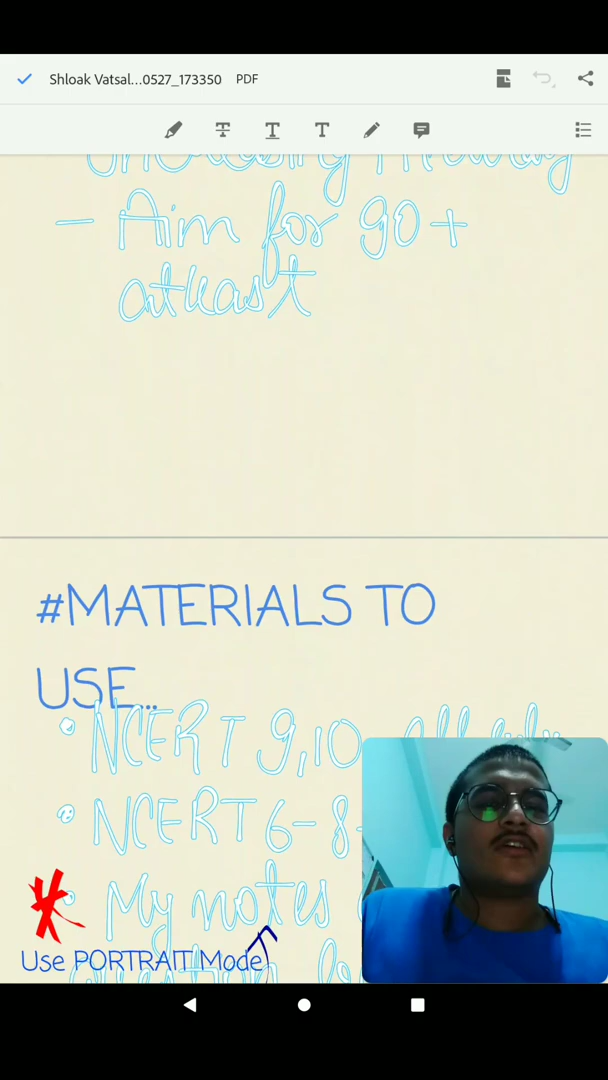 Shloak Vatsal...0527_173350 PDF
- Aim for 90+
atleast
#MATERIALS TO
USE...
• NCERT 9,10
• NCERT 6-8
• My notes
Use PORTRAIT Mode
question